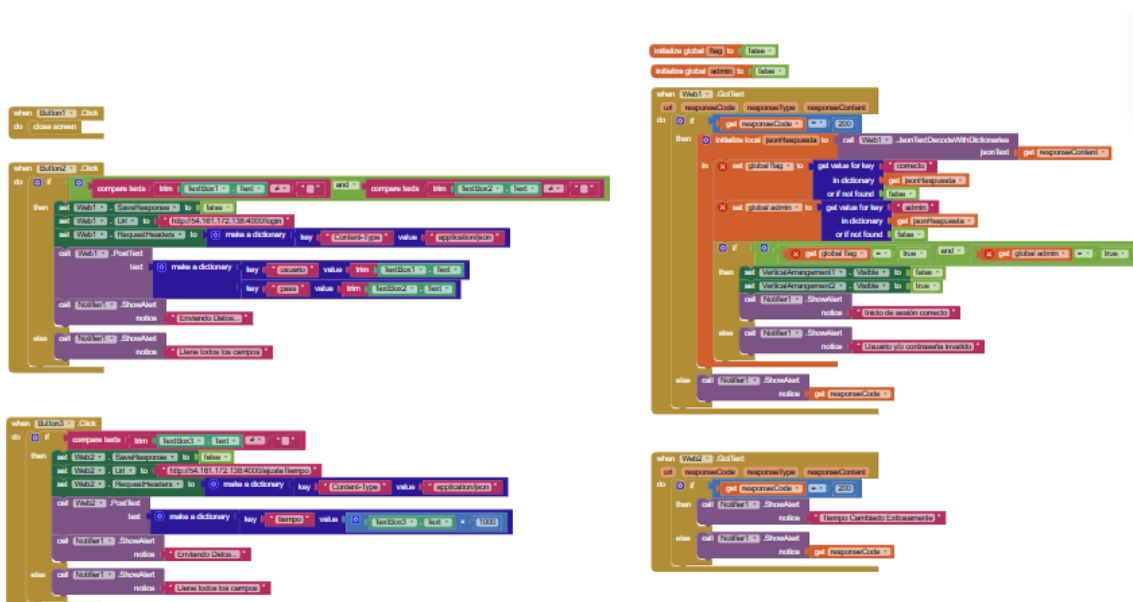 when Button1 .Click
do close screen
when Button2 .Click
do if compare texts trim TextBox1 . Text ≠ " " and compare texts trim TextBox2 . Text ≠ " "
then set Web1 . SaveResponse to false
set Web1 . Url to " http://54.161.172.138:4000/login "
set Web1 . RequestHeaders to make a dictionary key " Content-Type " value " application/json "
call Web1 .PostText
text make a dictionary key " usuario " value trim TextBox1 . Text
key " pass " value trim TextBox2 . Text
call Notifier1 .ShowAlert
notice " Enviando Datos... "
else call Notifier1 .ShowAlert
notice " Llene todos los campos "
when Button3 .Click
do if compare texts trim TextBox3 . Text ≠ " "
then set Web2 . SaveResponse to false
set Web2 . Url to " http://54.161.172.138:4000/ajusteTiempo "
set Web2 . RequestHeaders to make a dictionary key " Content-Type " value " application/json "
call Web2 .PostText
text make a dictionary key " Tiempo " value TextBox3 . Text × 1000
call Notifier1 .ShowAlert
notice " Enviando Datos... "
else call Notifier1 .ShowAlert
notice " Llene todos los campos "
initialize global flag to false
initialize global admin to false
when Web1 .GotText
url responseCode responseType responseContent
do if get responseCode = 200
then initialize local jsonRespuesta to call Web1 .JsonTextDecodeWithDictionaries
jsonText get responseContent
in set global flag to get value for key " correcto "
in dictionary get jsonRespuesta
or if not found false
set global admin to get value for key " admin "
in dictionary get jsonRespuesta
or if not found false
if get global flag = true and get global admin = true
then set VerticalArrangement1 . Visible to false
set VerticalArrangement2 . Visible to true
call Notifier1 .ShowAlert
notice " Inicio de sesión correcto "
else call Notifier1 .ShowAlert
notice " Usuario y/o contraseña invalido "
else call Notifier1 .ShowAlert
notice get responseCode
when Web2 .GotText
url responseCode responseType responseContent
do if get responseCode = 200
then call Notifier1 .ShowAlert
notice " Tiempo Cambiado Exitosamente "
else call Notifier1 .ShowAlert
notice get responseCode